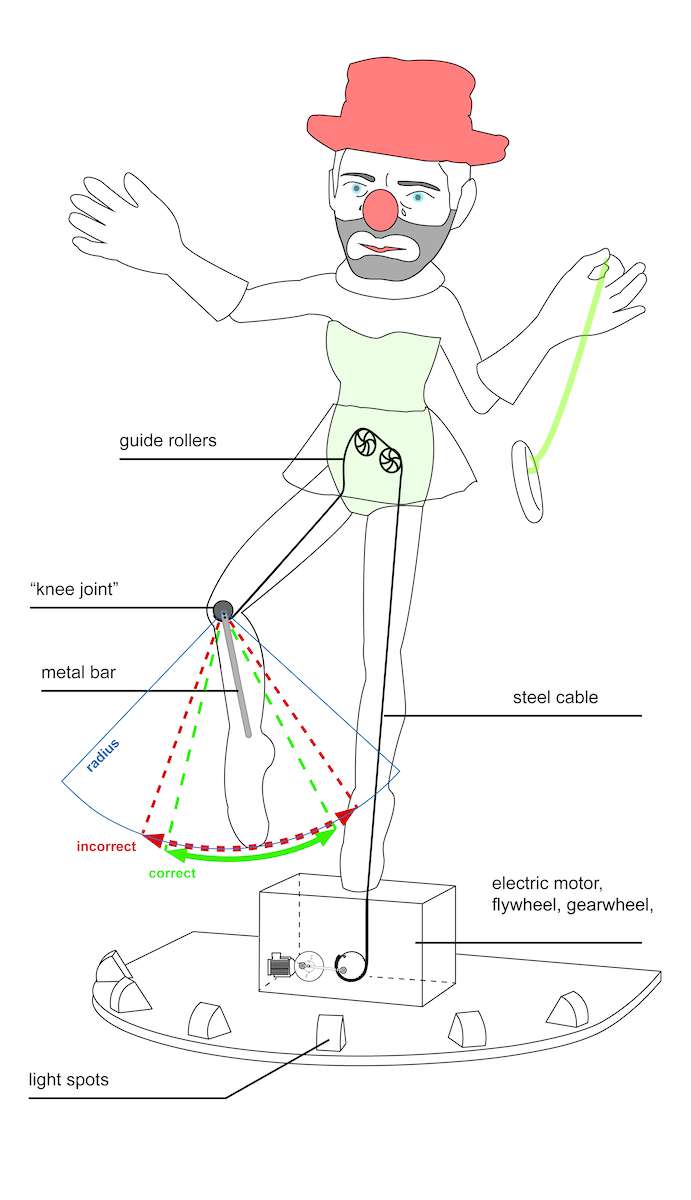 guide rollers
“knee joint”
metal bar
steel cable
radius
incorrect
correct
electric motor,
flywheel, gearwheel,
light spots